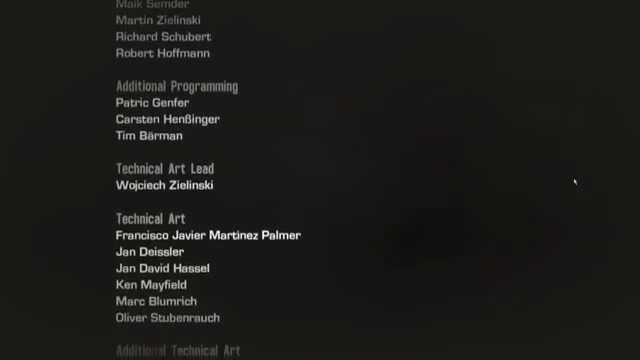 Maik Semder
Martin Zielinski
Richard Schubert
Robert Hoffmann
Additional Programming
Patric Genfer
Carsten Henßinger
Tim Bärman
Technical Art Lead
Wojciech Zielinski
Technical Art
Francisco Javier Martinez Palmer
Jan Deissler
Jan David Hassel
Ken Mayfield
Marc Blumrich
Oliver Stubenrauch
Additional Technical Art